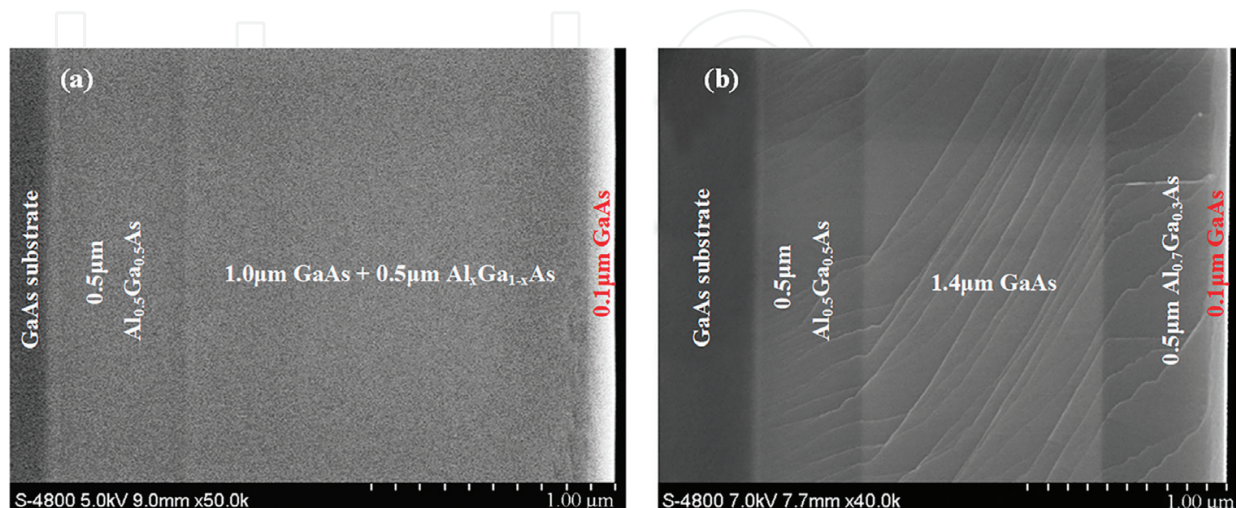 (a)
GaAs substrate
0.5μm
Al0.5Ga0.5As
1.0μm GaAs + 0.5μm AlxGa1-xAs
0.1μm GaAs
S-4800 5.0kV 9.0mm x50.0k
1.00 μm
(b)
GaAs substrate
0.5μm
Al0.5Ga0.5As
1.4μm GaAs
0.5μm Al0.7Ga0.3As
0.1μm GaAs
S-4800 7.0kV 7.7mm x40.0k
1.00 μm